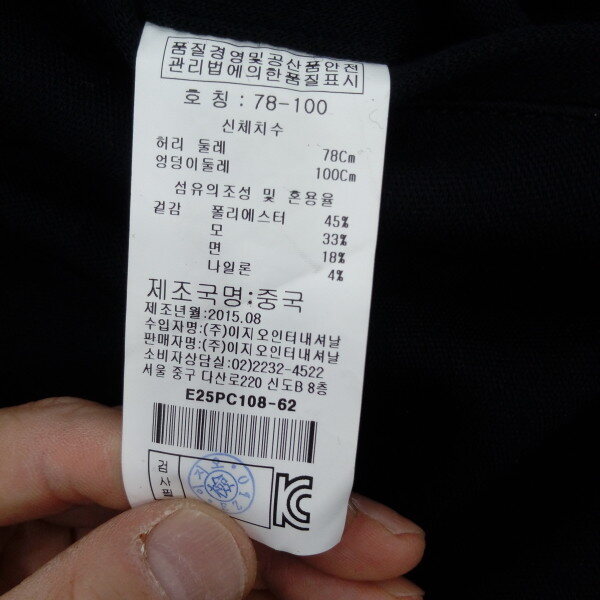 품질경영및공산품안전
관리법에의한품질표시
호 칭 : 78-100
신체치수
허리 둘레 78Cm
엉덩이둘레 100Cm
섬유의조성 및 혼용율
겉감 폴리에스터 45%
모 33%
면 18%
나일론 4%
제조국명:중국
제조년월:2015.08
수입자명:(주)이지오인터내셔날
판매자명:(주)이지오인터내셔날
소비자상담실:02)2232-4522
서울 중구 다산로220 신도B 8층
E25PC108-62
검사필